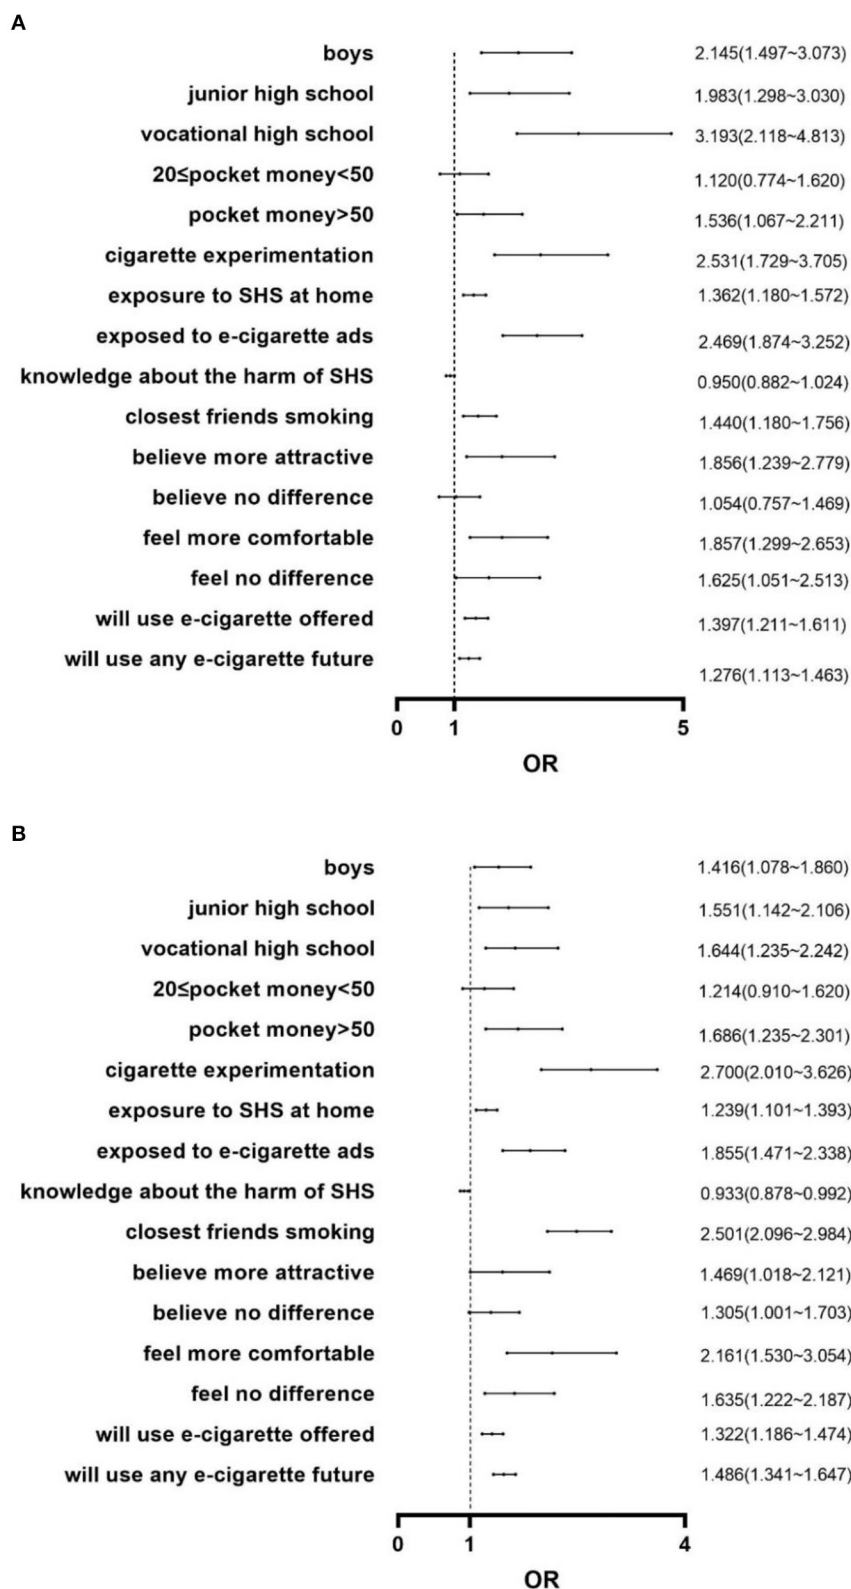 A
boys 2.145(1.497~3.073)
junior high school 1.983(1.298~3.030)
vocational high school 3.193(2.118~4.813)
20≤pocket money<50 1.120(0.774~1.620)
pocket money>50 1.536(1.067~2.211)
cigarette experimentation 2.531(1.729~3.705)
exposure to SHS at home 1.362(1.180~1.572)
exposed to e-cigarette ads 2.469(1.874~3.252)
knowledge about the harm of SHS 0.950(0.882~1.024)
closest friends smoking 1.440(1.180~1.756)
believe more attractive 1.856(1.239~2.779)
believe no difference 1.054(0.757~1.469)
feel more comfortable 1.857(1.299~2.653)
feel no difference 1.625(1.051~2.513)
will use e-cigarette offered 1.397(1.211~1.611)
will use any e-cigarette future 1.276(1.113~1.463)
0 1 5
OR
B
boys 1.416(1.078~1.860)
junior high school 1.551(1.142~2.106)
vocational high school 1.644(1.235~2.242)
20≤pocket money<50 1.214(0.910~1.620)
pocket money>50 1.686(1.235~2.301)
cigarette experimentation 2.700(2.010~3.626)
exposure to SHS at home 1.239(1.101~1.393)
exposed to e-cigarette ads 1.855(1.471~2.338)
knowledge about the harm of SHS 0.933(0.878~0.992)
closest friends smoking 2.501(2.096~2.984)
believe more attractive 1.469(1.018~2.121)
believe no difference 1.305(1.001~1.703)
feel more comfortable 2.161(1.530~3.054)
feel no difference 1.635(1.222~2.187)
will use e-cigarette offered 1.322(1.186~1.474)
will use any e-cigarette future 1.486(1.341~1.647)
0 1 4
OR